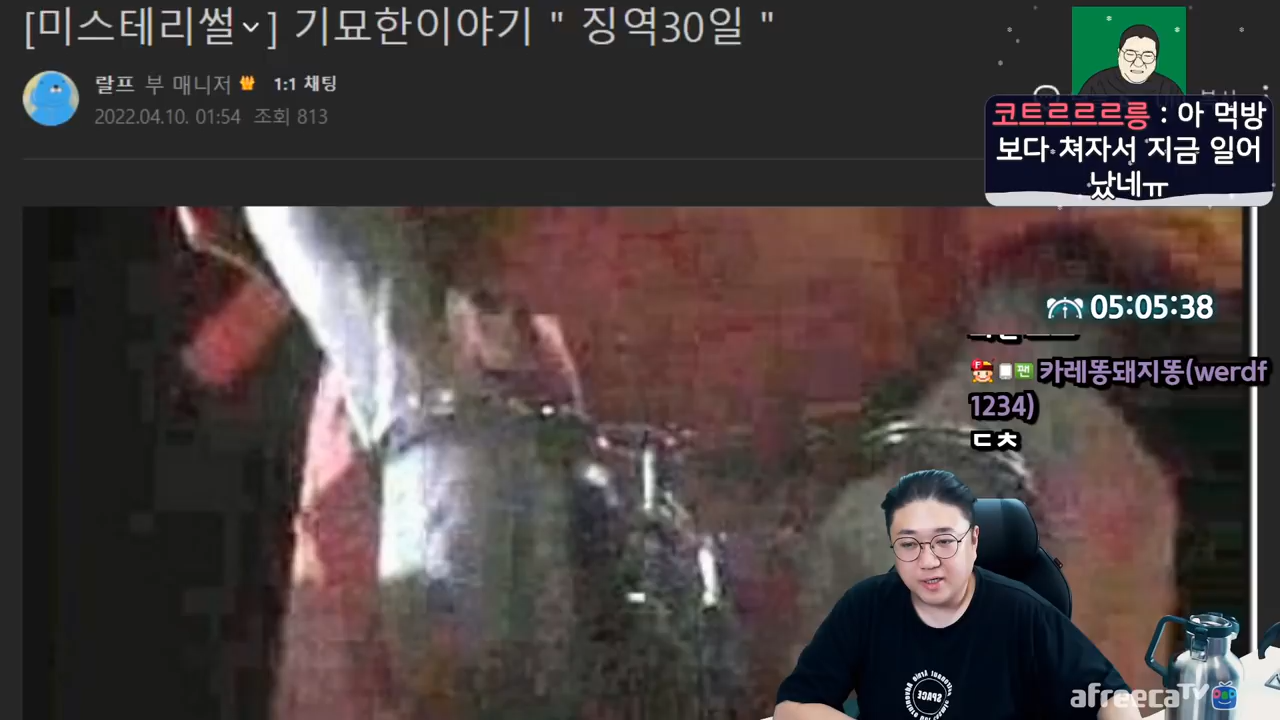 [미스테리썰] 기묘한이야기 " 징역30일 "
랄프 부 매니저 1:1 채팅
2022.04.10. 01:54 조회 813
코트르르르릉 : 아 먹방
보다 쳐자서 지금 일어
났네ㅠ
05:05:38
F 팬 카레똥돼지똥(werdf
1234)
ㄷㅊ
SPACE
afreecaTV